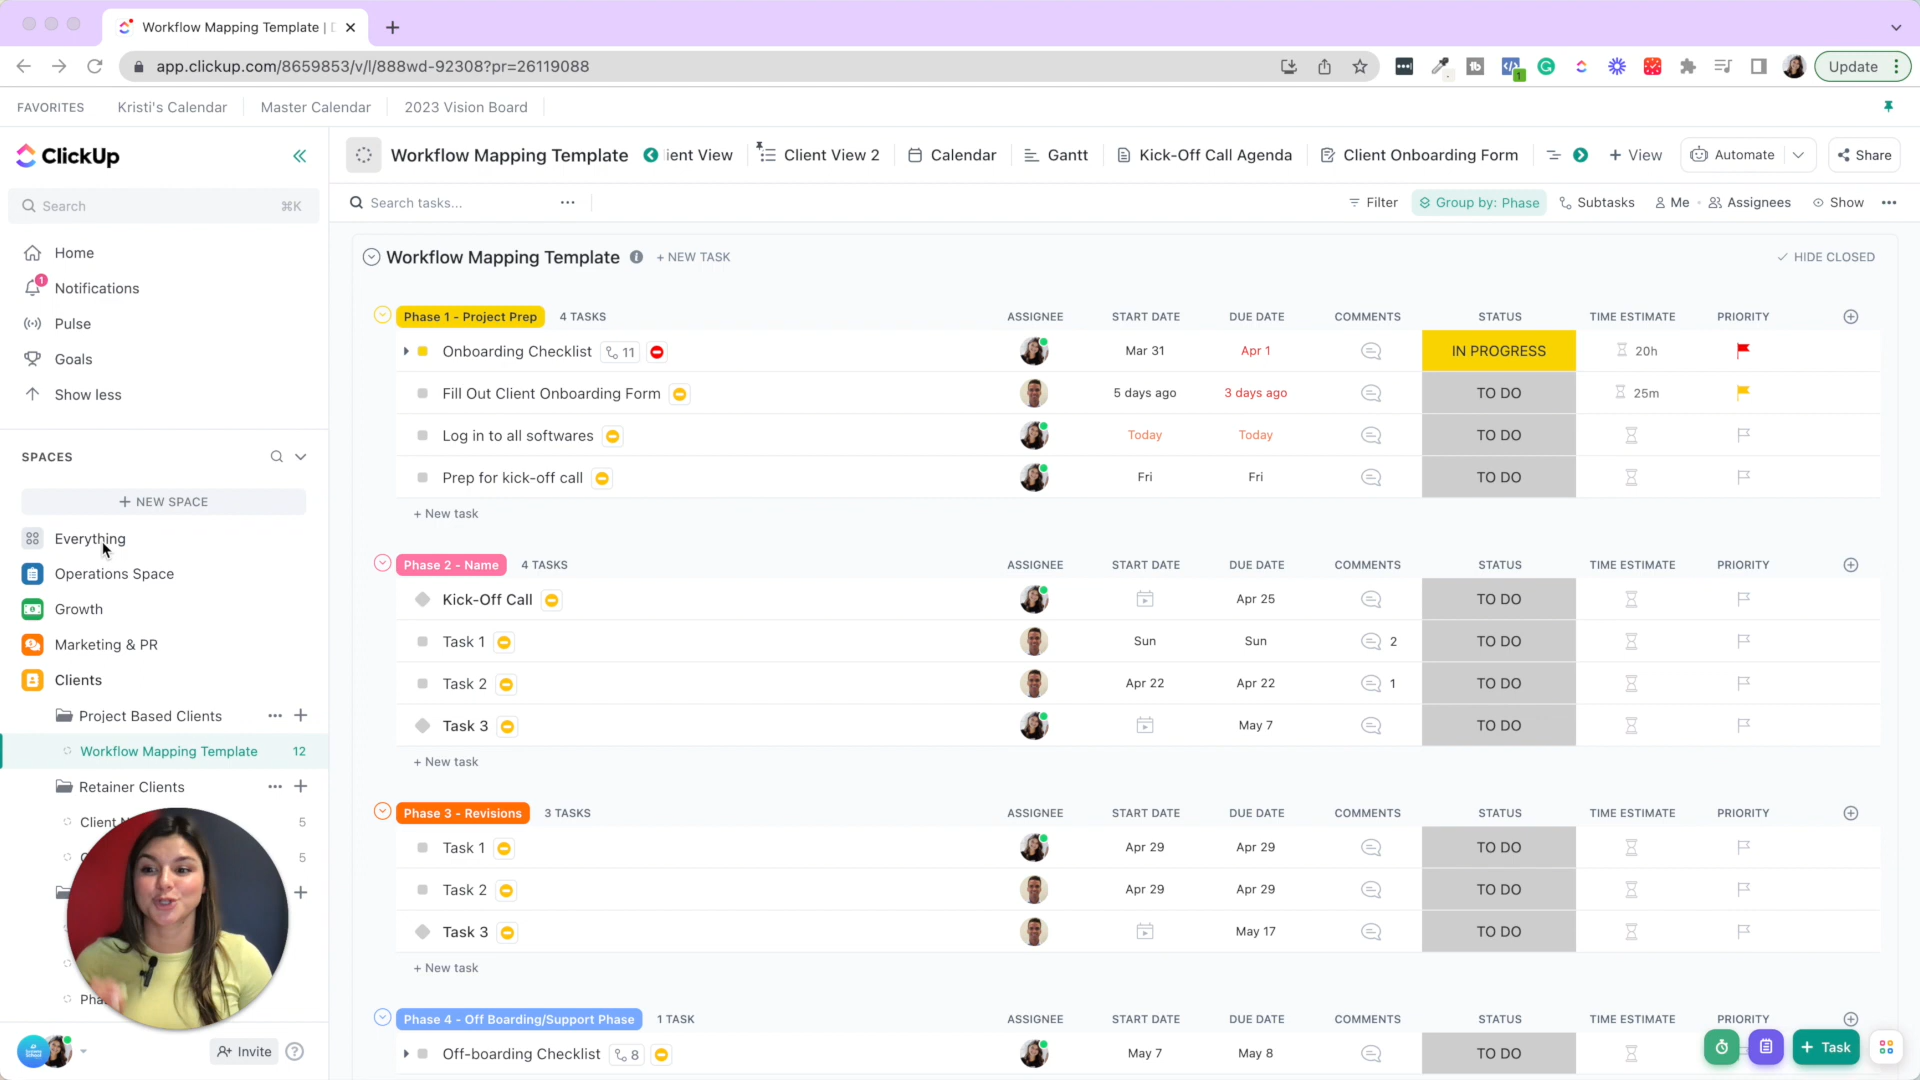 Workflow Mapping Template |
app.clickup.com/8659853/v/l/888wd-92308?pr=26119088
1
Update
FAVORITES Kristi's Calendar Master Calendar 2023 Vision Board
ClickUp
Search ⌘K
Home
1
Notifications
Pulse
Goals
Show less
SPACES
+ NEW SPACE
Everything
Operations Space
Growth
Marketing & PR
Clients
Project Based Clients
Workflow Mapping Template 12
Retainer Clients
Client 5
5
Invite
Workflow Mapping Template ient View Client View 2 Calendar Gantt Kick-Off Call Agenda Client Onboarding Form + View Automate Share
Search tasks... Filter Group by: Phase Subtasks Me Assignees Show
Workflow Mapping Template + NEW TASK HIDE CLOSED
Phase 1 - Project Prep 4 TASKS ASSIGNEE START DATE DUE DATE COMMENTS STATUS TIME ESTIMATE PRIORITY
Onboarding Checklist 11 Mar 31 Apr 1 IN PROGRESS 20h
Fill Out Client Onboarding Form 5 days ago 3 days ago TO DO 25m
Log in to all softwares Today Today TO DO
Prep for kick-off call Fri Fri TO DO
+ New task
Phase 2 - Name 4 TASKS ASSIGNEE START DATE DUE DATE COMMENTS STATUS TIME ESTIMATE PRIORITY
Kick-Off Call Apr 25 TO DO
Task 1 Sun Sun 2 TO DO
Task 2 Apr 22 Apr 22 1 TO DO
Task 3 May 7 TO DO
+ New task
Phase 3 - Revisions 3 TASKS ASSIGNEE START DATE DUE DATE COMMENTS STATUS TIME ESTIMATE PRIORITY
Task 1 Apr 29 Apr 29 TO DO
Task 2 Apr 29 Apr 29 TO DO
Task 3 May 17 TO DO
+ New task
Phase 4 - Off Boarding/Support Phase 1 TASK ASSIGNEE START DATE DUE DATE COMMENTS STATUS TIME ESTIMATE PRIORITY
Off-boarding Checklist 8 May 7 May 8 TO DO
+ Task